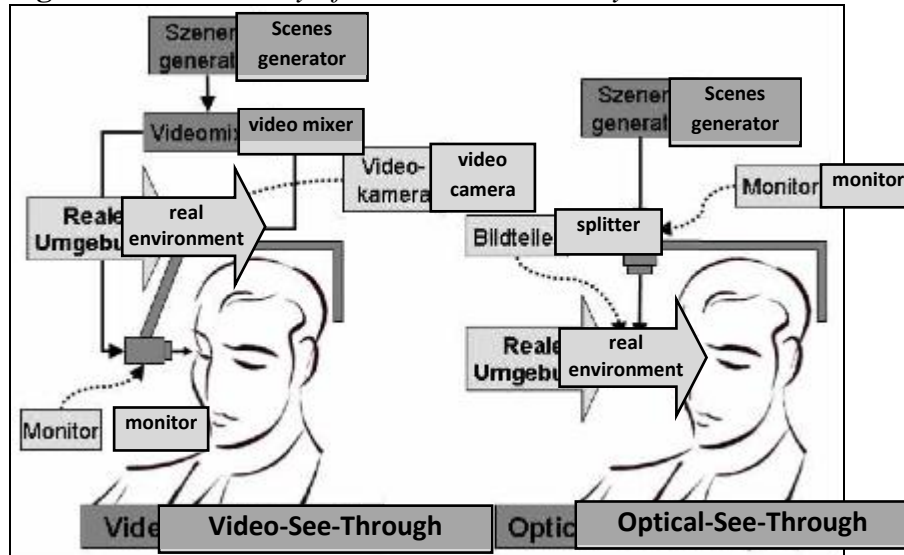 Szener
generat
Scenes
generator
Videomix
video mixer
Video-
kamera
video
camera
Reale
Umgebu
real
environment
Monitor
monitor
Vide
Video-See-Through
Szener
generat
Scenes
generator
Monitor
monitor
Bildteile
splitter
Reale
Umgebu
real
environment
Optic
Optical-See-Through